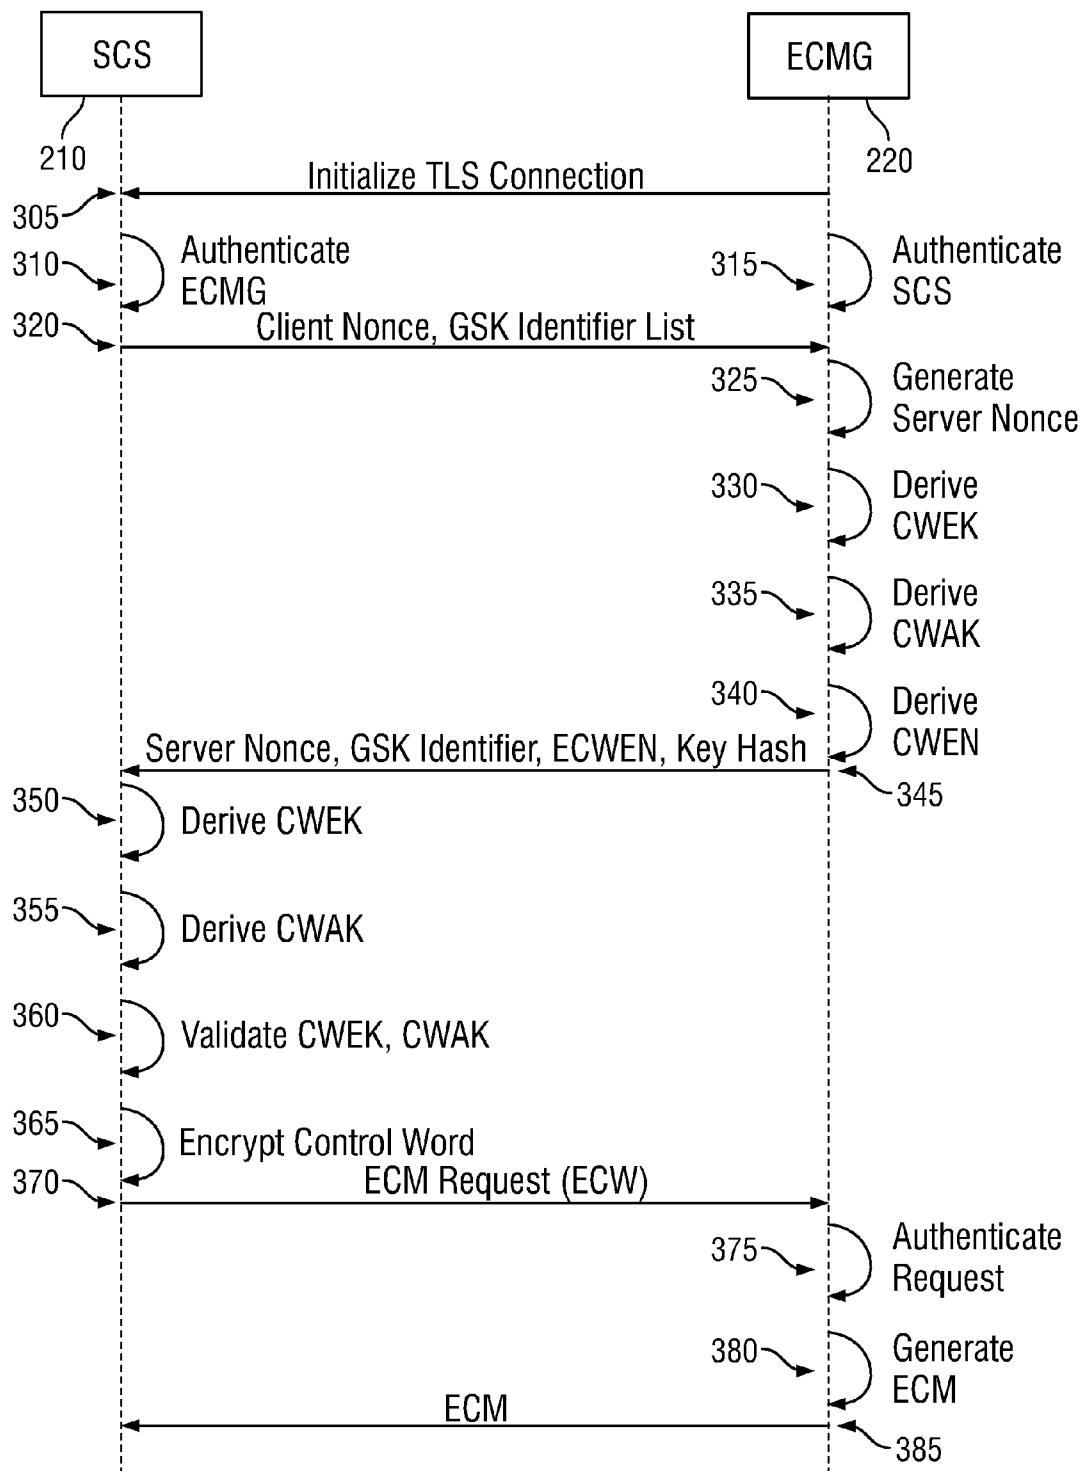 SCS
ECMG
210
220
Initialize TLS Connection
305
310
Authenticate
ECMG
315
Authenticate
SCS
320
Client Nonce, GSK Identifier List
325
Generate
Server Nonce
330
Derive
CWEK
335
Derive
CWAK
340
Derive
CWEN
Server Nonce, GSK Identifier, ECWEN, Key Hash
345
350
Derive CWEK
355
Derive CWAK
360
Validate CWEK, CWAK
365
Encrypt Control Word
370
ECM Request (ECW)
375
Authenticate
Request
380
Generate
ECM
ECM
385